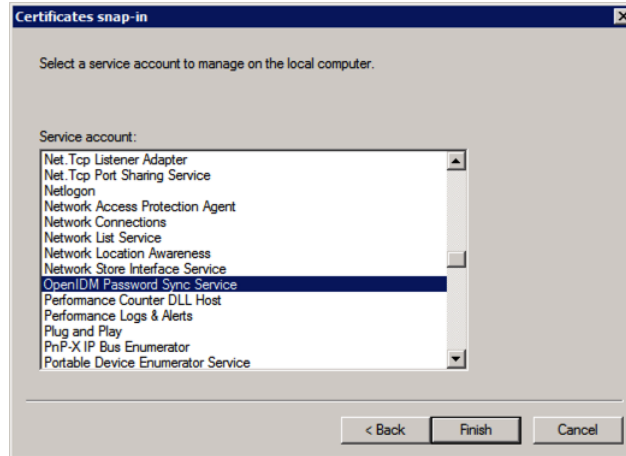 Certificates snap-in
Select a service account to manage on the local computer.
Service account:
Net.Tcp Listener Adapter
Net.Tcp Port Sharing Service
Netlogon
Network Access Protection Agent
Network Connections
Network List Service
Network Location Awareness
Network Store Interface Service
OpenIDM Password Sync Service
Performance Counter DLL Host
Performance Logs & Alerts
Plug and Play
PnP-X IP Bus Enumerator
Portable Device Enumerator Service
< Back Finish Cancel